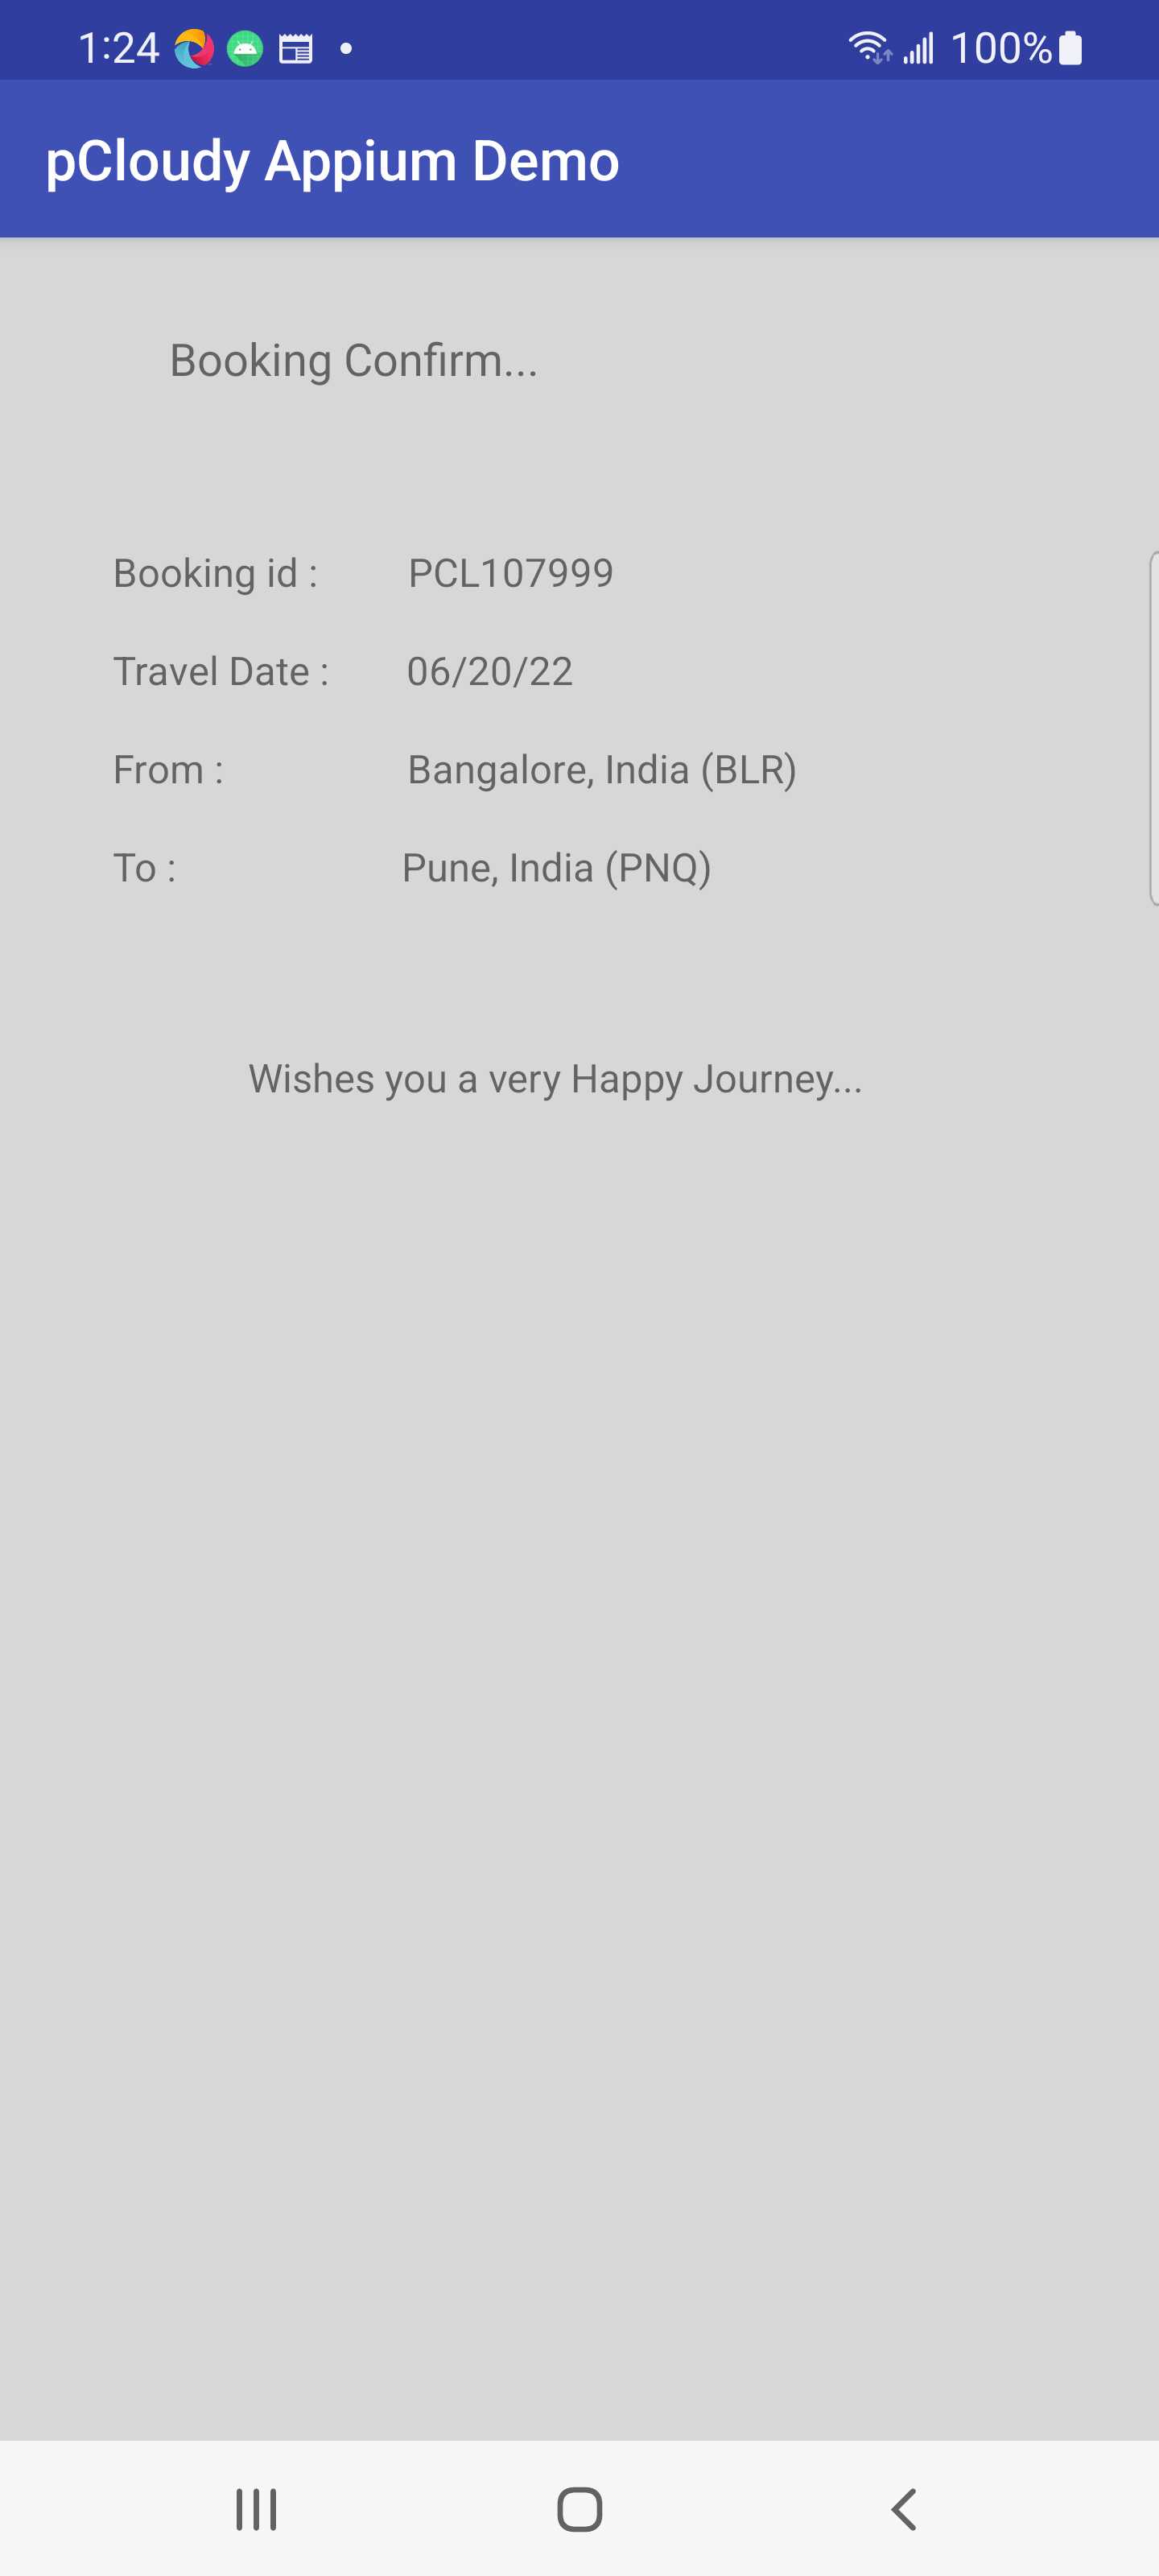 1:24 100%
pCloudy Appium Demo
Booking Confirm...
Booking id : PCL107999
Travel Date : 06/20/22
From : Bangalore, India (BLR)
To : Pune, India (PNQ)
Wishes you a very Happy Journey...